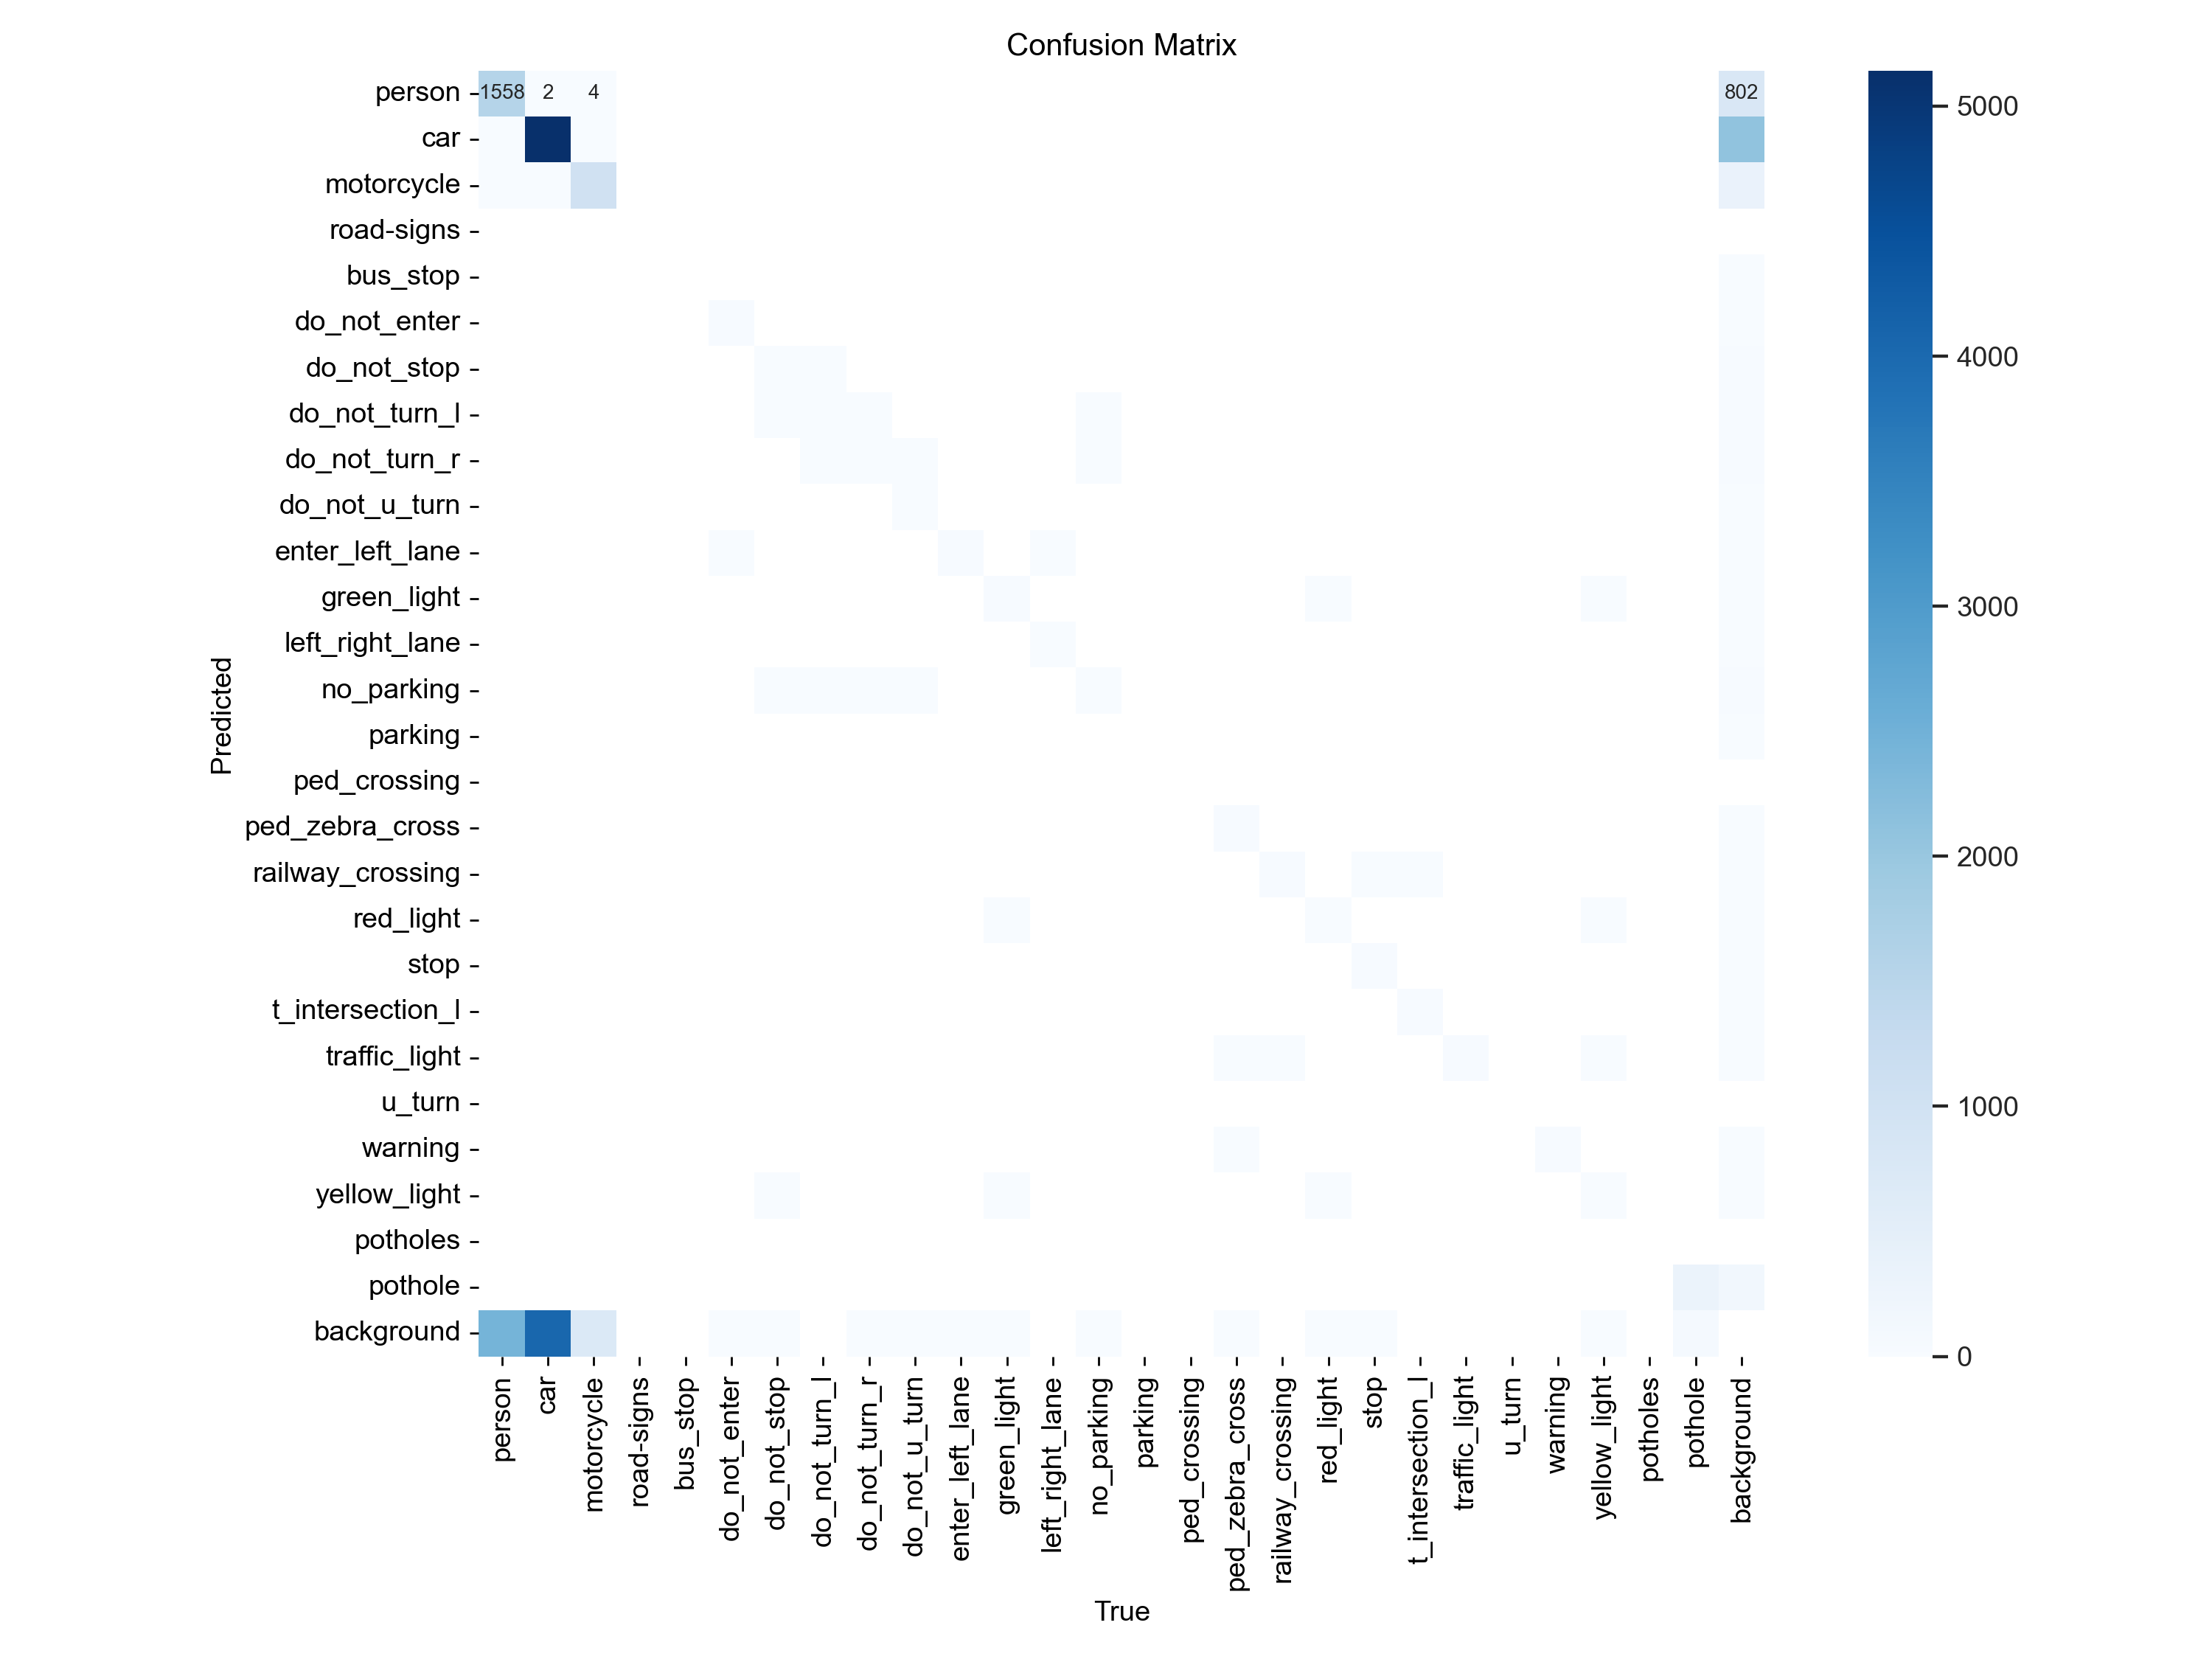 Confusion Matrix
person 1558 2 4 802
car
motorcycle
road-signs
bus_stop
do_not_enter
do_not_stop
do_not_turn_l
do_not_turn_r
do_not_u_turn
enter_left_lane
green_light
left_right_lane
no_parking
parking
ped_crossing
ped_zebra_cross
railway_crossing
red_light
stop
t_intersection_l
traffic_light
u_turn
warning
yellow_light
potholes
pothole
background
Predicted
person
car
motorcycle
road-signs
bus_stop
do_not_enter
do_not_stop
do_not_turn_l
do_not_turn_r
do_not_u_turn
enter_left_lane
green_light
left_right_lane
no_parking
parking
ped_crossing
ped_zebra_cross
railway_crossing
red_light
stop
t_intersection_l
traffic_light
u_turn
warning
yellow_light
potholes
pothole
background
True
5000
4000
3000
2000
1000
0